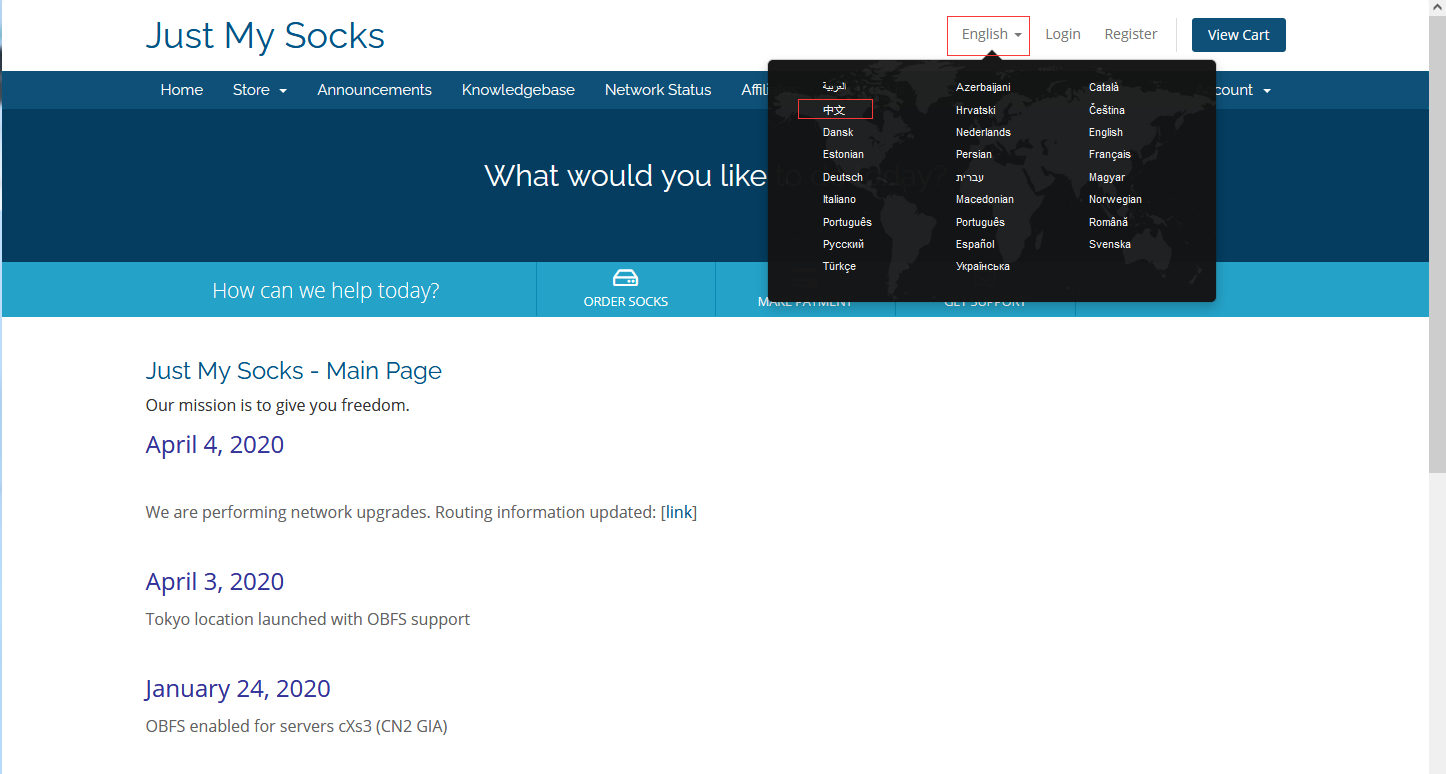 Just My Socks
English Login Register View Cart
Home Store Announcements Knowledgebase Network Status
What would you like
العربية Azerbaijani Català
中文 Hrvatski Čeština
Dansk Nederlands English
Estonian Persian Français
Deutsch עברית Magyar
Italiano Macedonian Norwegian
Português Português Română
Русский Español Svenska
Türkçe Українська
How can we help today?
ORDER SOCKS
MAKE PAYMENT
GET SUPPORT
Just My Socks - Main Page
Our mission is to give you freedom.
April 4, 2020
We are performing network upgrades. Routing information updated: [link]
April 3, 2020
Tokyo location launched with OBFS support
January 24, 2020
OBFS enabled for servers cXs3 (CN2 GIA)